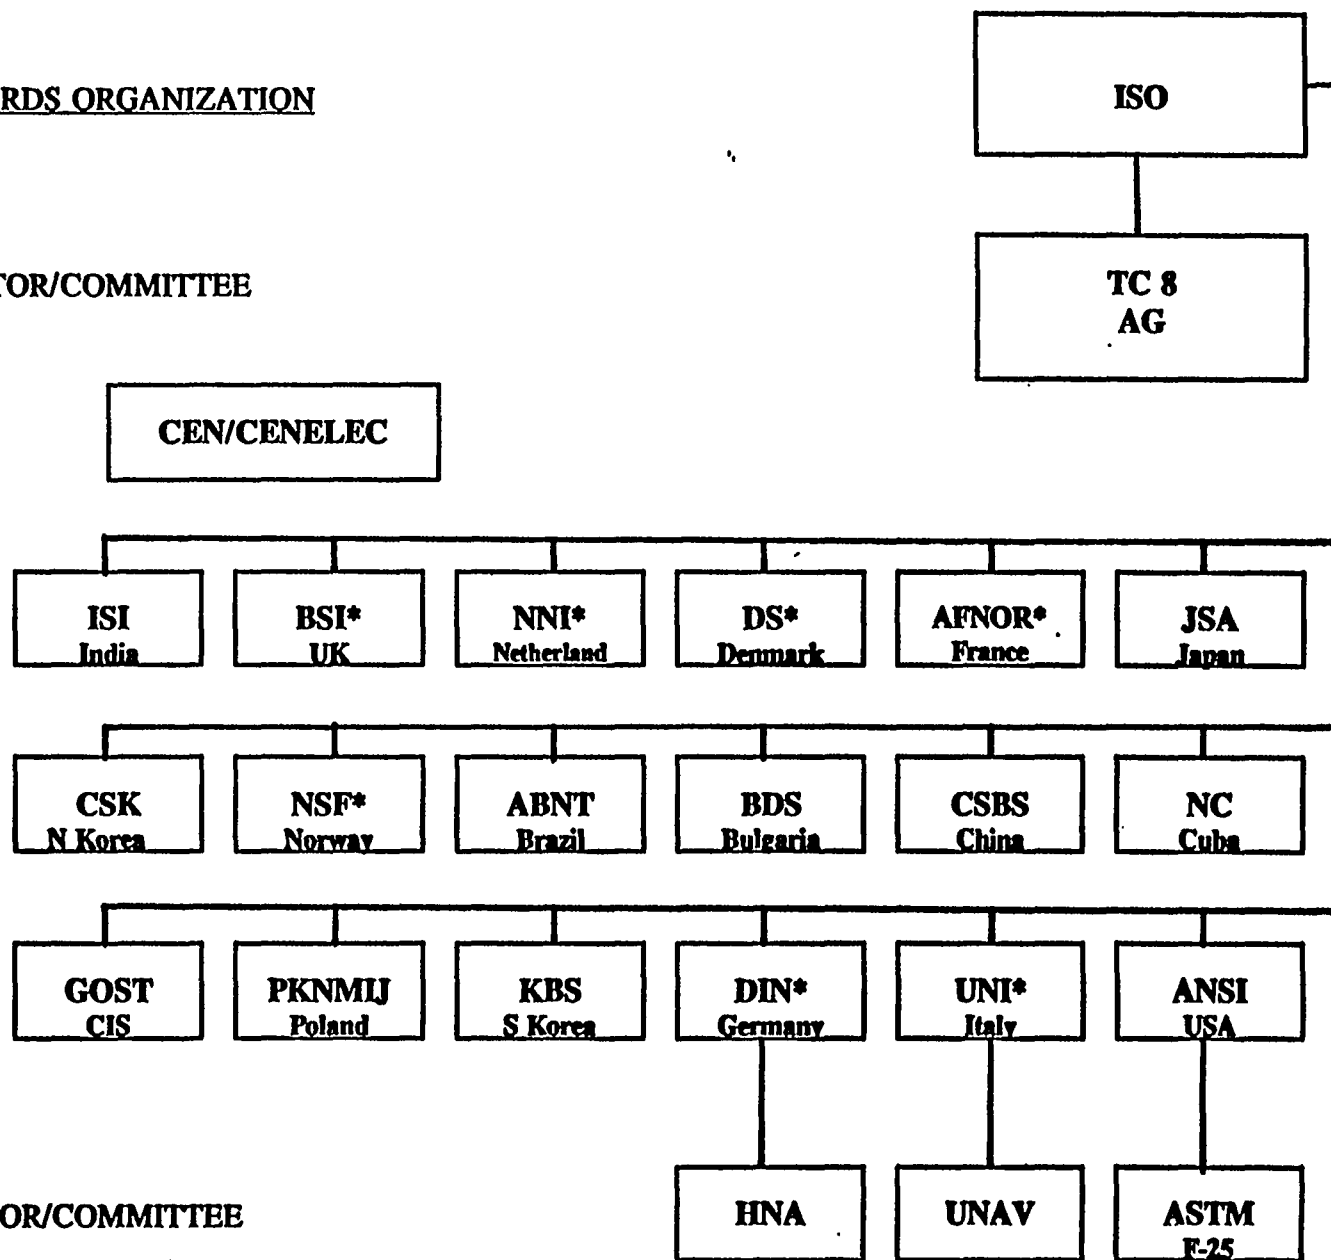 ISO
RDS ORGANIZATION
TC 8
AG
TOR/COMMITTEE
CEN/CENELEC
ISI
India
BSI*
UK
NNI*
Netherland
DS*
Denmark
AFNOR*
France
JSA
Japan
CSK
N Korea
NSF*
Norway
ABNT
Brazil
BDS
Bulgaria
CSBS
China
NC
Cuba
GOST
CIS
PKNMIJ
Poland
KBS
S Korea
DIN*
Germany
UNI*
Italy
ANSI
USA
HNA
UNAV
ASTM
F-25
OR/COMMITTEE